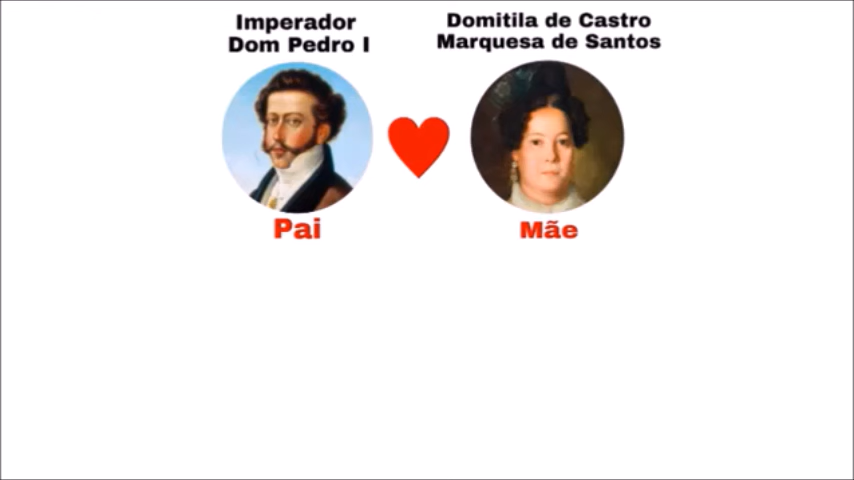 Imperador
Dom Pedro I
Domitila de Castro
Marquesa de Santos
Pai
Mãe